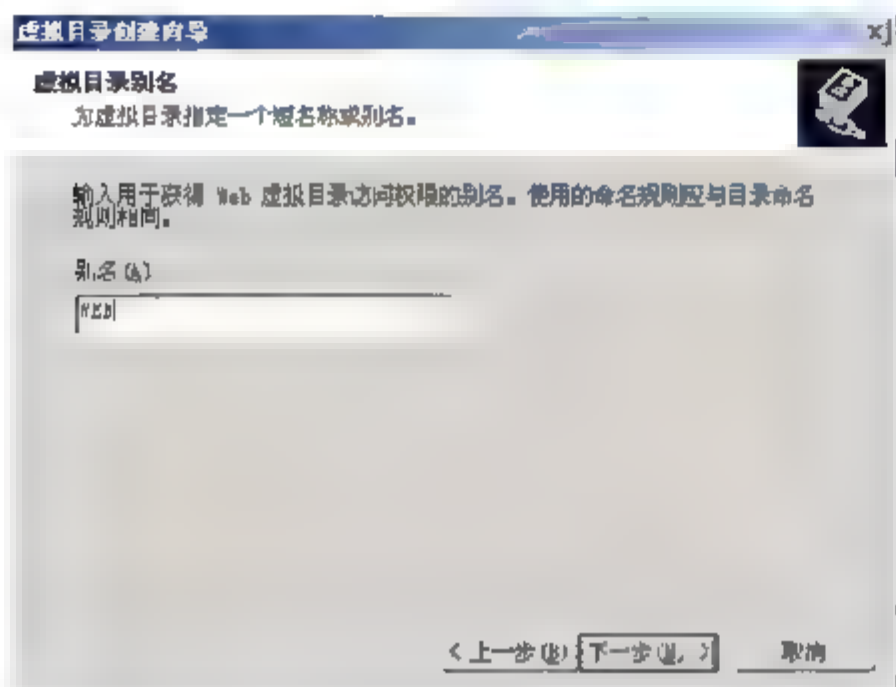 虚拟目录创建向导
虚拟目录别名
为虚拟目录指定一个短名称或别名。
输入用于获得 Web 虚拟目录访问权限的别名。使用的命名规则应与目录命名
规则相同。
别名(A)
WEB
< 上一步(B) 下一步(N) > 取消